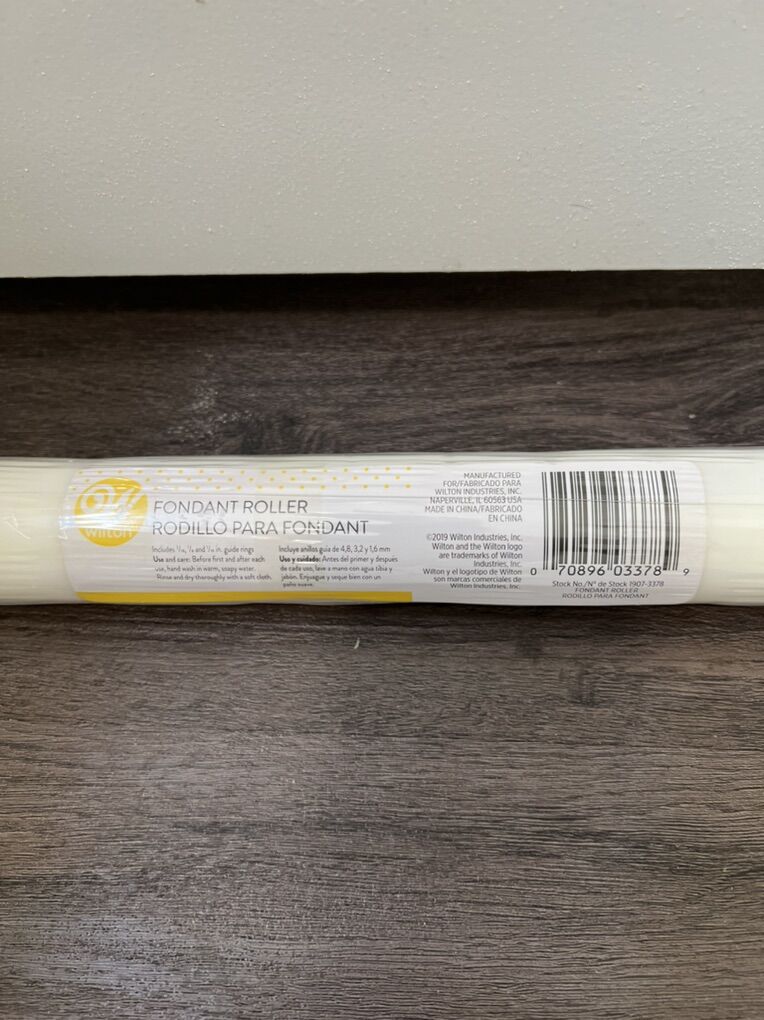 Wilton
FONDANT ROLLER
RODILLO PARA FONDANT
Includes 3/16, 1/8 and 1/16 in. guide rings
Use and care: Before first and after each
use, hand wash in warm, soapy water.
Rinse and dry thoroughly with a soft cloth.
Incluye anillos guía de 4,8, 3,2 y 1,6 mm
Uso y cuidado: Antes del primer y después
de cada uso, lave a mano con agua tibia y
jabón. Enjuague y seque bien con un
paño suave.
MANUFACTURED
FOR/FABRICADO PARA
WILTON INDUSTRIES, INC.
NAPERVILLE, IL 60563 USA
MADE IN CHINA/FABRICADO
EN CHINA
©2019 Wilton Industries, Inc.
Wilton and the Wilton logo
are trademarks of Wilton
Industries, Inc.
Wilton y el logotipo de Wilton
son marcas comerciales de
Wilton Industries, Inc.
0 70896 03378 9
Stock No./N° de Stock 1907-3378
FONDANT ROLLER
RODILLO PARA FONDANT